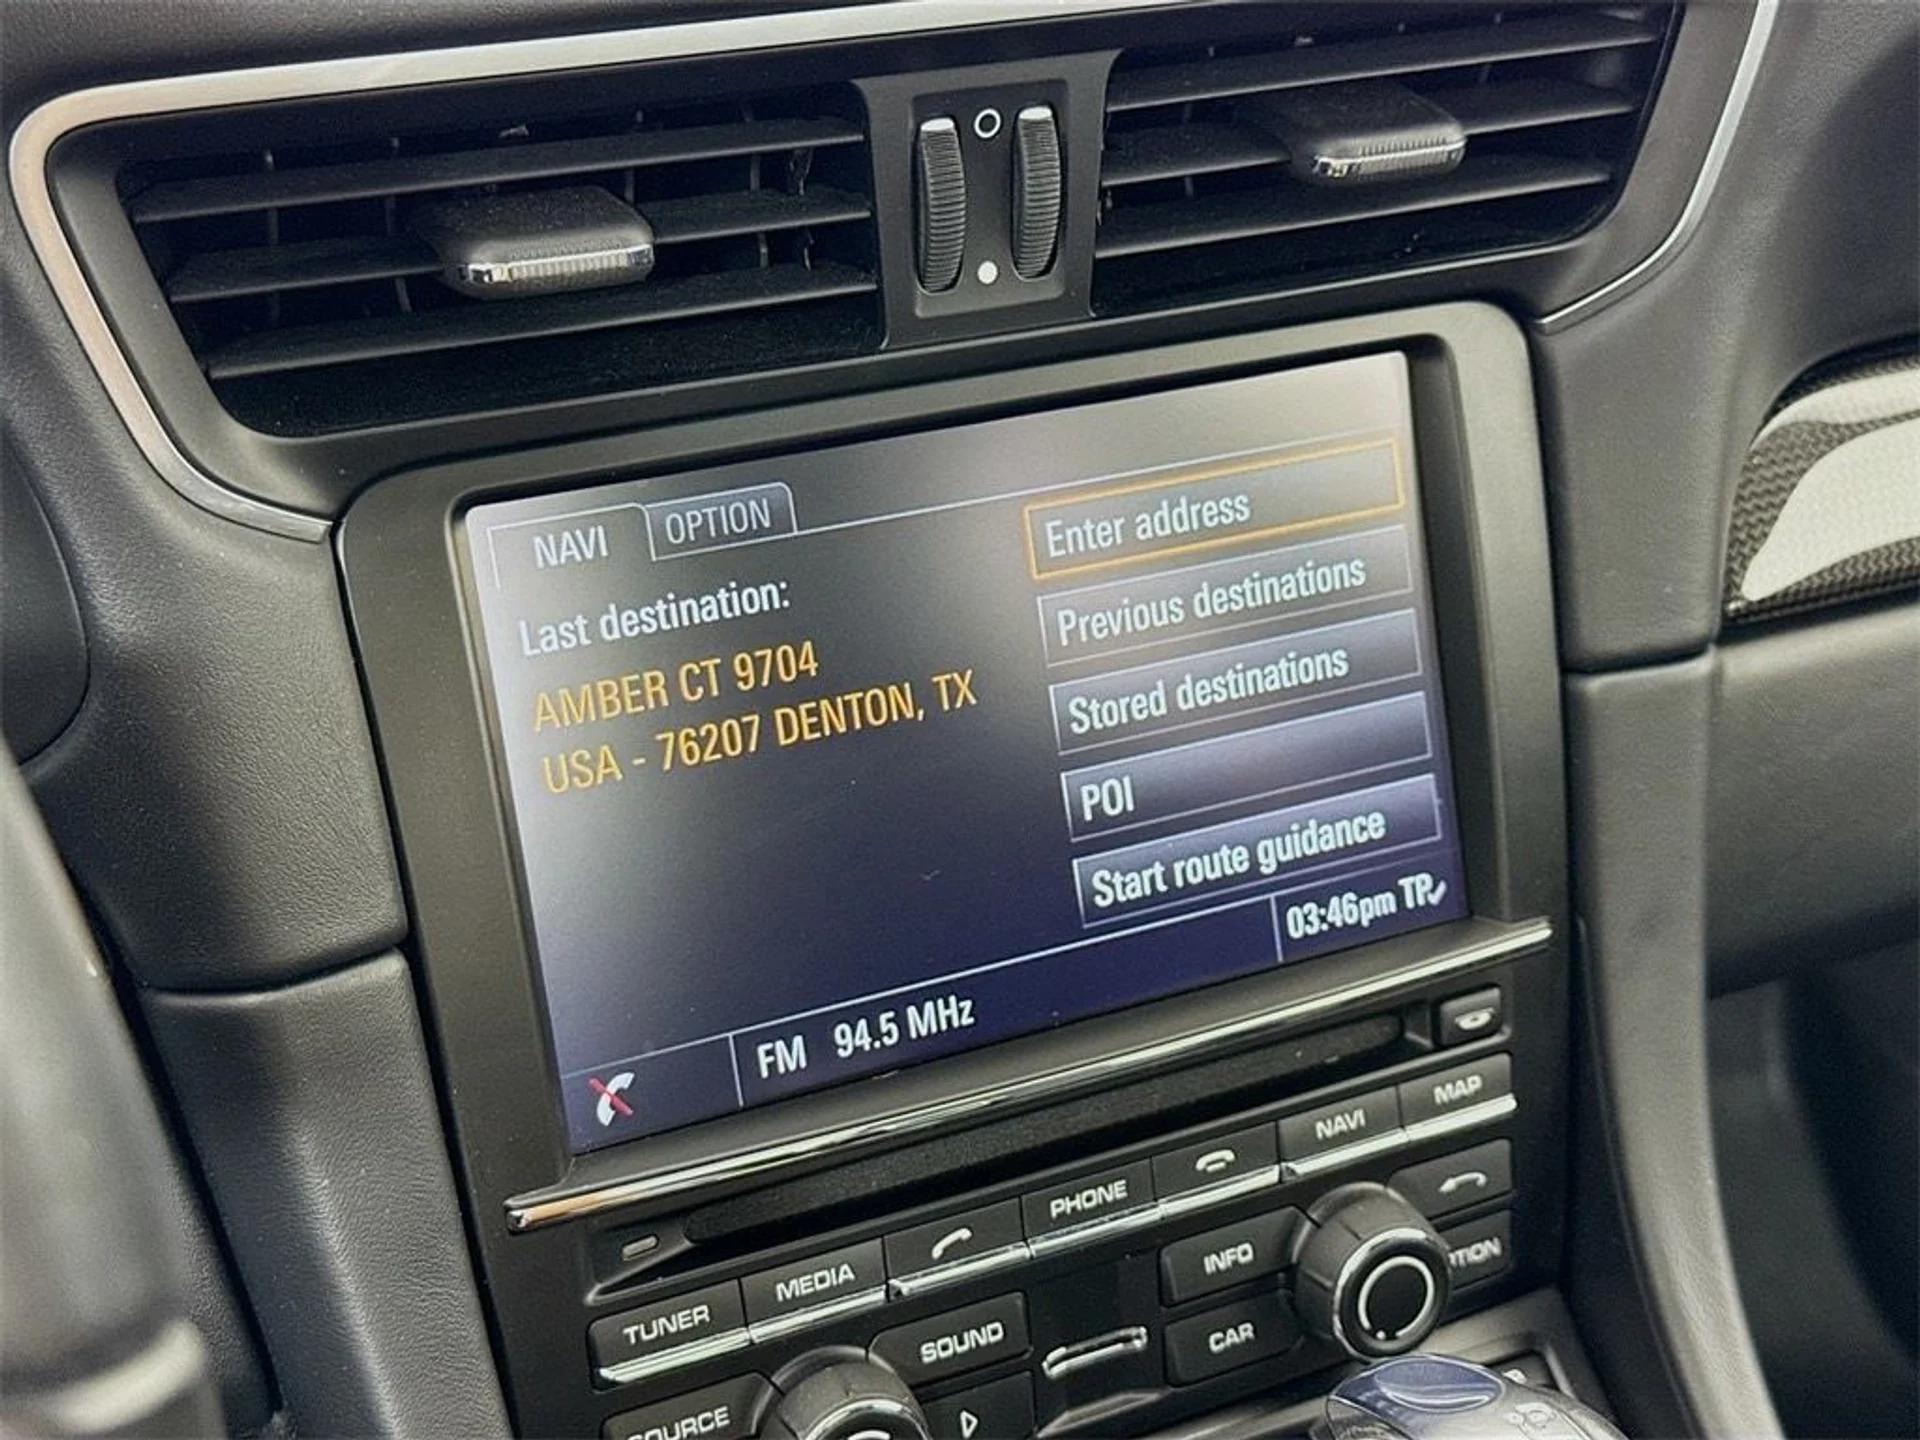 NAVI
OPTION
Last destination:
AMBER CT 9704
USA - 76207 DENTON, TX
Enter address
Previous destinations
Stored destinations
POI
Start route guidance
FM 94.5 MHz
03:46pm TP
TUNER
MEDIA
PHONE
NAVI
MAP
SOUND
INFO
CAR
SOURCE